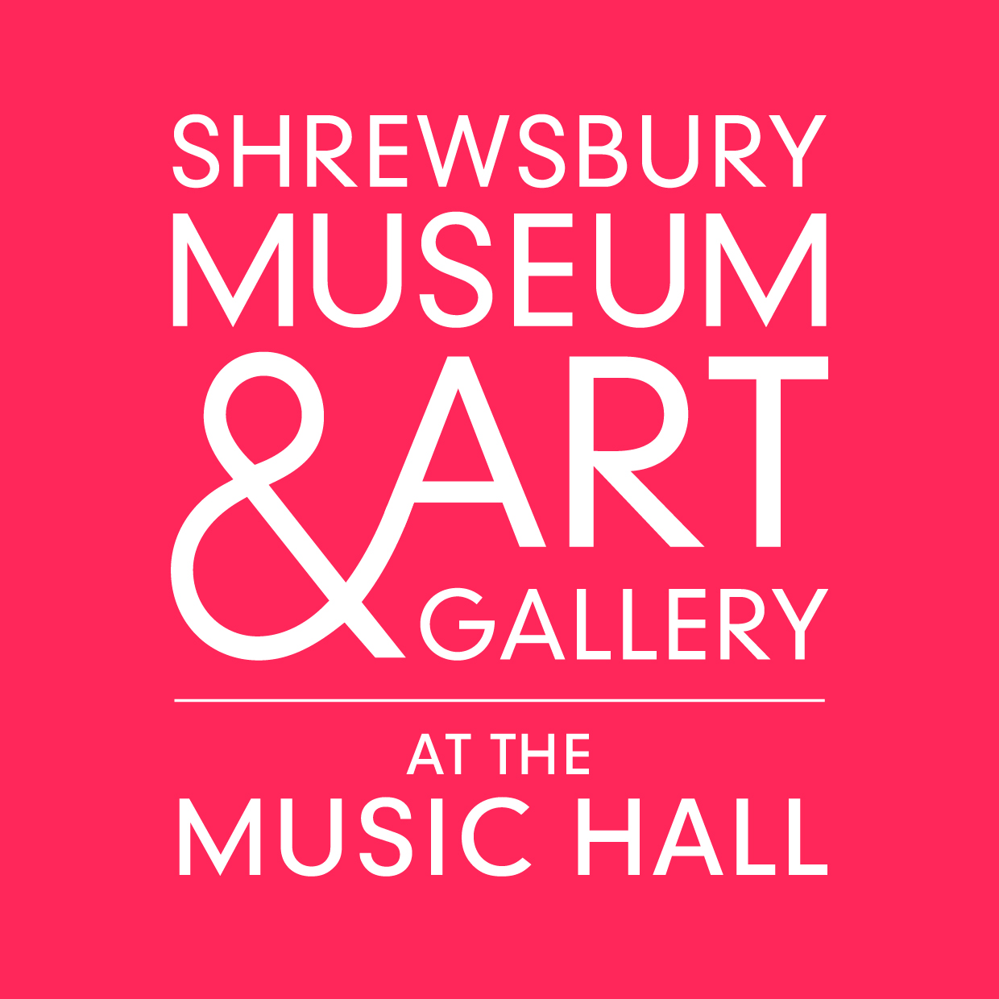 SHREWSBURY
MUSEUM
& ART
GALLERY
AT THE
MUSIC HALL